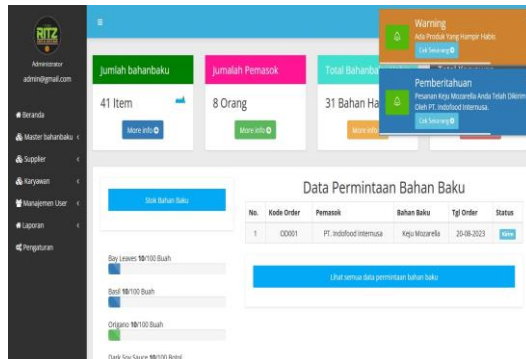 RITZ
Administrator
admin@gmail.com
Beranda
Master bahanbaku
Supplier
Karyawan
Manajemen User
Laporan
Pengaturan
Warning
Ada Produk Yang Hampir Habis
Cek Sekarang
Pemberitahuan
Pesanan Keju Mozarella Anda Telah Dikirim
Oleh PT. Indofood Internusa.
Cek Sekarang
Jumlah bahanbaku
41 Item
More info
Jumalah Pemasok
8 Orang
More info
Total Bahanba
31 Bahan Ha
More info
Stok Bahan Baku
Bay Leaves 10/100 Buah
Basil 10/100 Buah
Origano 10/100 Buah
Dark Soy Sauce 10/100 Botol
Data Permintaan Bahan Baku
No. Kode Order Pemasok Bahan Baku Tgl Order Status
1 OD001 PT. Indofood Internusa Keju Mozarella 20-08-2023 Kirim
Lihat semua data permintaan bahan baku